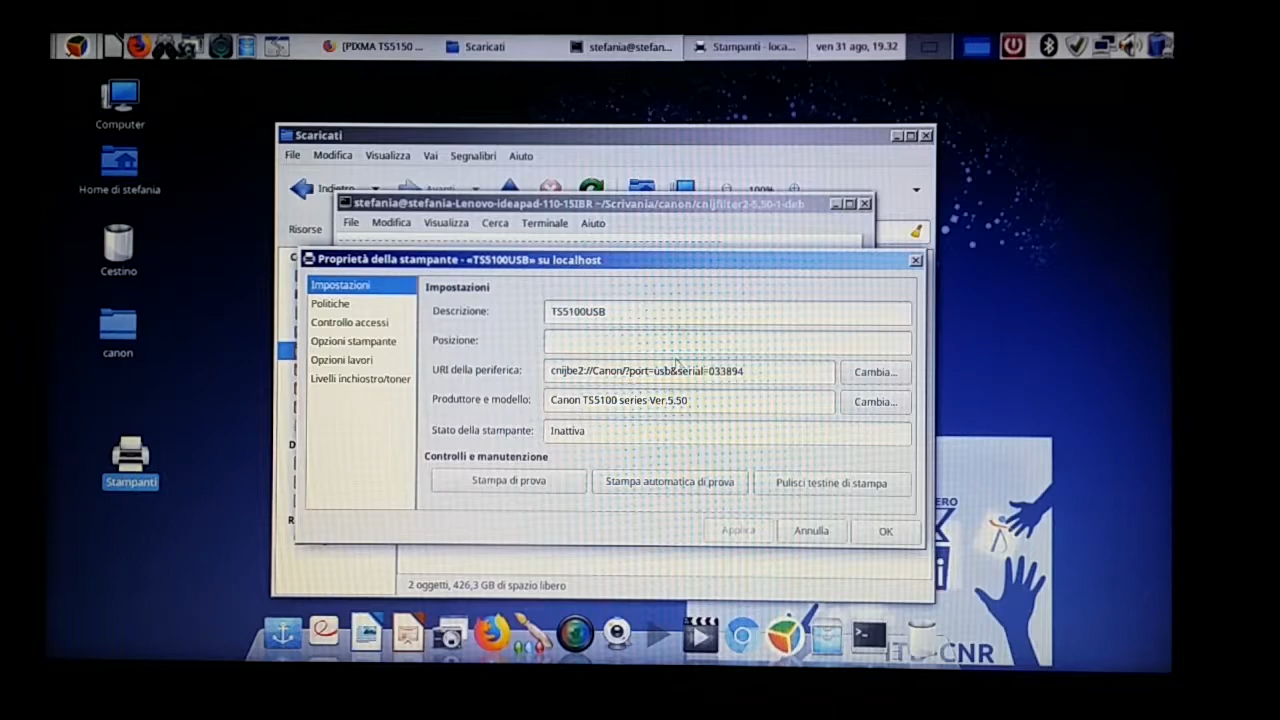 [PIXMA TS5150 ...
Scaricati
stefania@stefan...
Stampanti - loca...
ven 31 ago, 19.32
Computer
Home di stefania
Cestino
canon
Stampanti
Scaricati
File Modifica Visualizza Vai Segnalibri Aiuto
Indietro Avanti 100%
Risorse
stefania@stefania-Lenovo-ideapad-110-15IBR ~/Scrivania/canon/cnijfilter2-5.50-1-deb
File Modifica Visualizza Cerca Terminale Aiuto
Proprietà della stampante - «TS5100USB» su localhost
Impostazioni
Politiche
Controllo accessi
Opzioni stampante
Opzioni lavori
Livelli inchiostro/toner
Impostazioni
Descrizione: TS5100USB
Posizione:
URI della periferica: cnijbe2://Canon/?port=usb&serial=033894 Cambia...
Produttore e modello: Canon TS5100 series Ver.5.50 Cambia...
Stato della stampante: Inattiva
Controlli e manutenzione
Stampa di prova Stampa automatica di prova Pulisci testine di stampa
Applica Annulla OK
2 oggetti, 426,3 GB di spazio libero
ERO
CNR